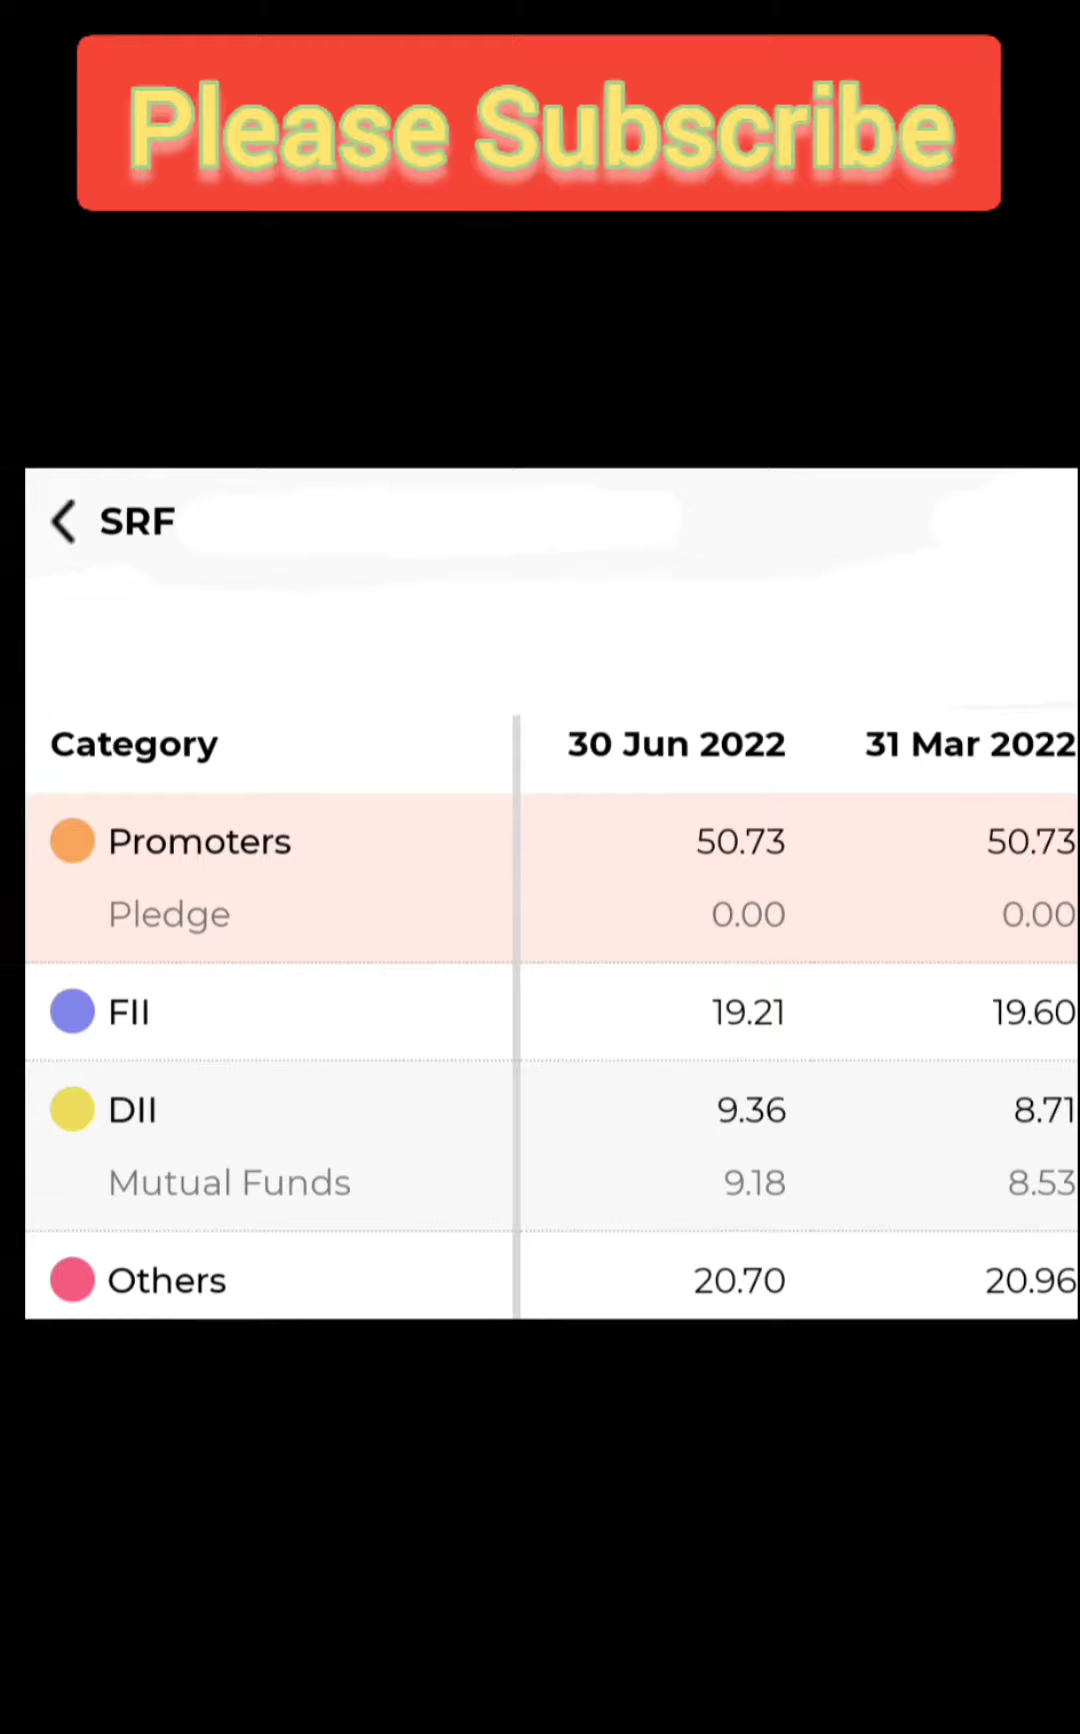 Please Subscribe
SRF
Category 30 Jun 2022 31 Mar 2022
Promoters 50.73 50.73
Pledge 0.00 0.00
FII 19.21 19.60
DII 9.36 8.71
Mutual Funds 9.18 8.53
Others 20.70 20.96